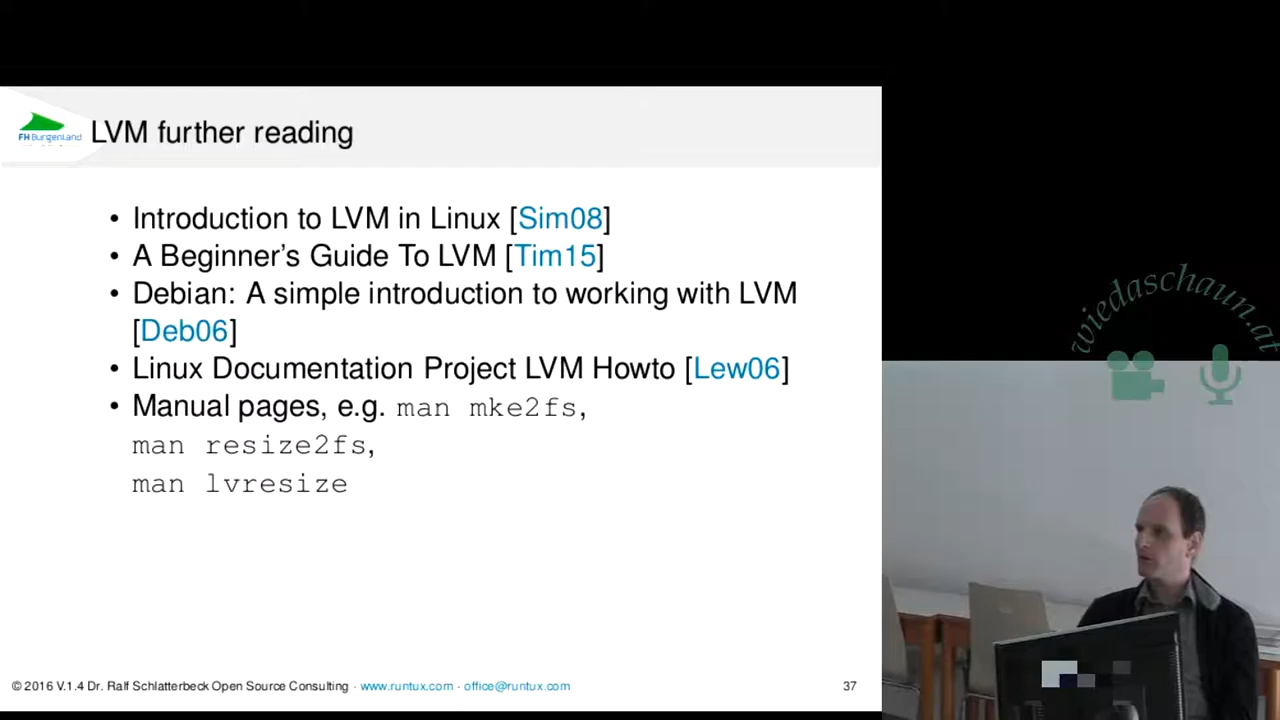 FH Burgenland
LVM further reading
• Introduction to LVM in Linux [Sim08]
• A Beginner's Guide To LVM [Tim15]
• Debian: A simple introduction to working with LVM
[Deb06]
• Linux Documentation Project LVM Howto [Lew06]
• Manual pages, e.g. man mke2fs,
man resize2fs,
man lvresize
© 2016 V.1.4 Dr. Ralf Schlatterbeck Open Source Consulting · www.runtux.com · office@runtux.com
37
wiedaschaun.at